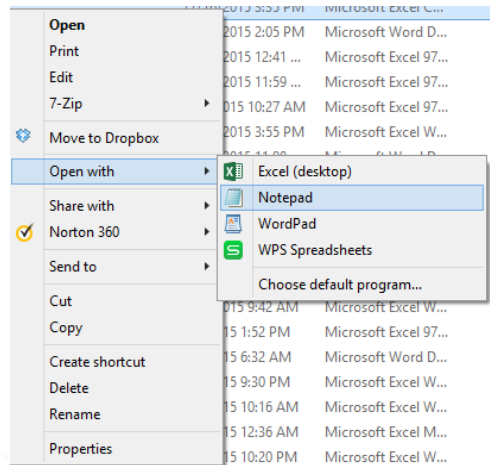 2015 3:35 PM Microsoft Excel C...
Open 2015 2:05 PM Microsoft Word D...
Print 2015 12:41 ... Microsoft Excel 97...
Edit 2015 11:59 ... Microsoft Excel 97...
7-Zip 015 10:27 AM Microsoft Excel 97...
Move to Dropbox 2015 3:55 PM Microsoft Excel W...
Open with Excel (desktop)
Notepad
Share with WordPad
Norton 360 WPS Spreadsheets
Send to Choose default program...
Cut 015 9:42 AM Microsoft Excel W...
Copy 15 1:52 PM Microsoft Excel 97...
Create shortcut 15 6:32 AM Microsoft Word D...
Delete 15 9:30 PM Microsoft Excel W...
Rename 15 10:16 AM Microsoft Excel W...
15 12:36 AM Microsoft Excel M...
Properties 15 10:20 PM Microsoft Excel W...